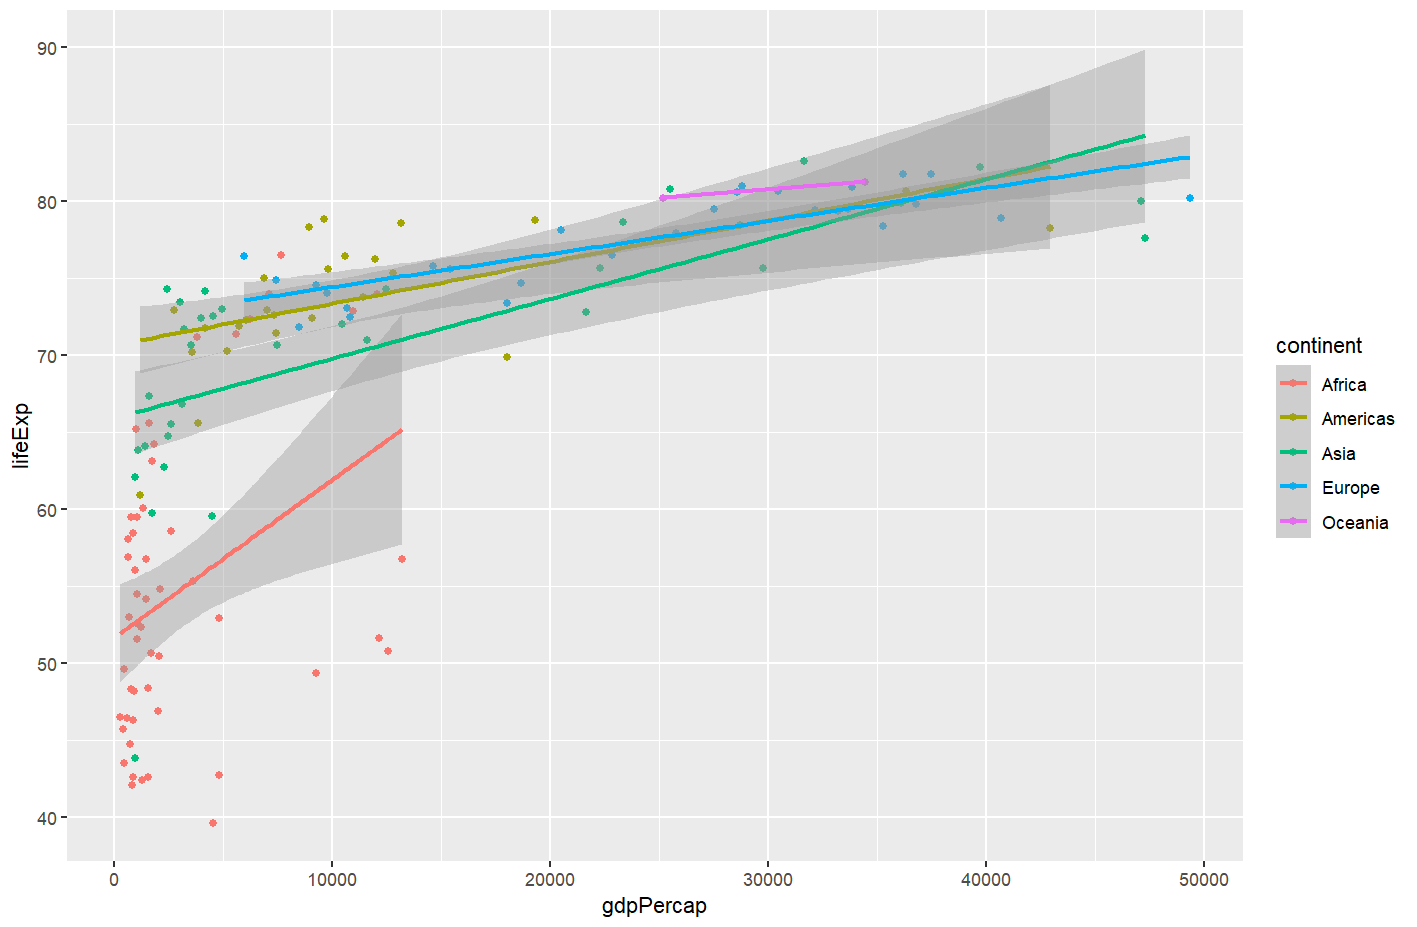 90
80
70
60
50
40
lifeExp
0 10000 20000 30000 40000 50000
gdpPercap
continent
Africa
Americas
Asia
Europe
Oceania